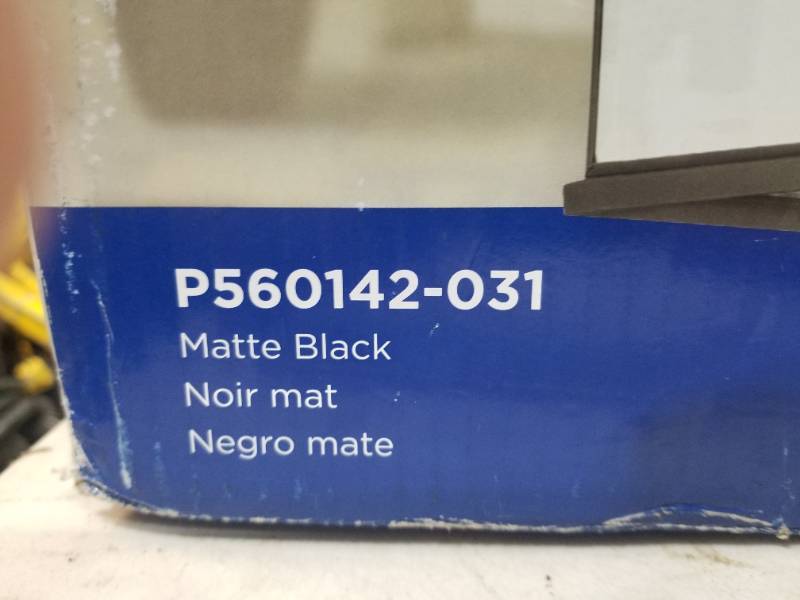 P560142-031
Matte Black
Noir mat
Negro mate